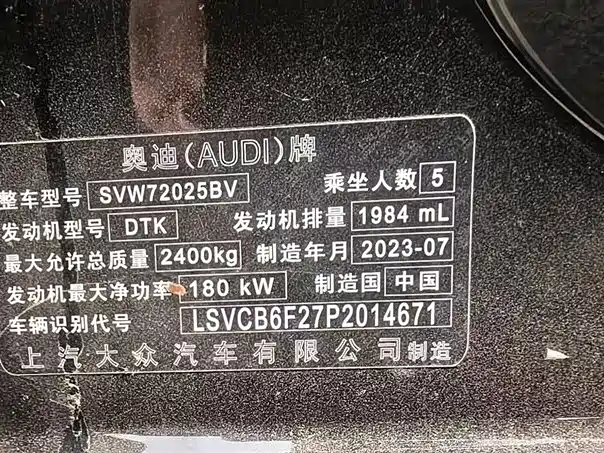 奥迪(AUDI)牌
整车型号 SVW72025BV 乘坐人数 5
发动机型号 DTK 发动机排量 1984 mL
最大允许总质量 2400kg 制造年月 2023-07
发动机最大净功率 180 kW 制造国 中国
车辆识别代号 LSVCB6F27P2014671
上汽大众汽车有限公司制造